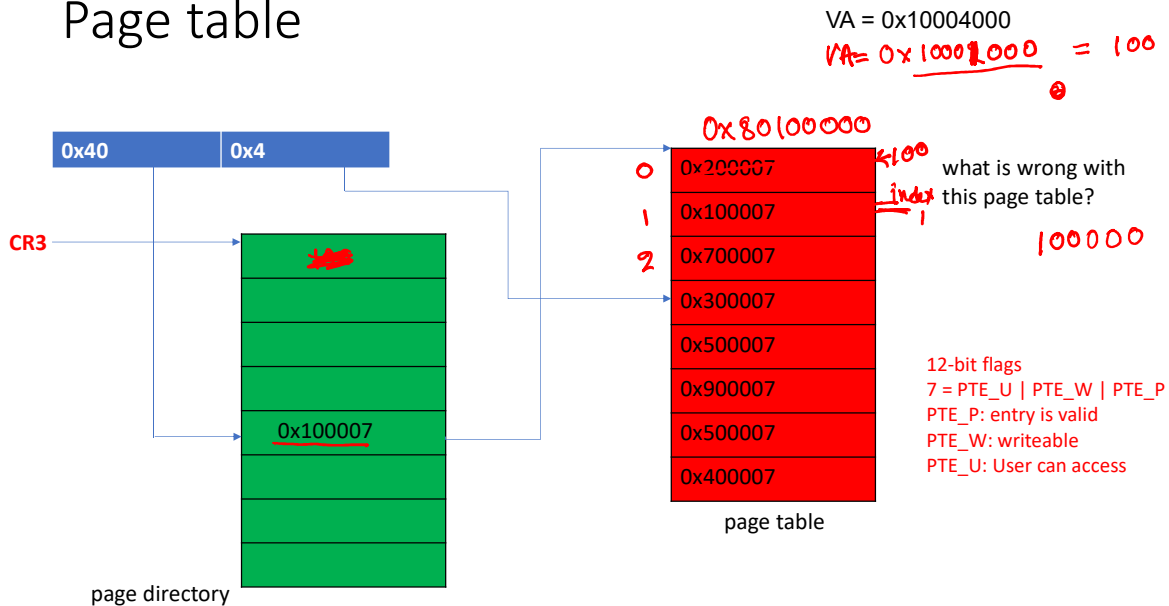 Page table
VA = 0x10004000
VA= 0x10001000 = 100
0x80100000
0x40 0x4
CR3
0 0x200007 ←100
1 0x100007 index 1
2 0x700007
0x300007
0x500007
0x900007
0x500007
0x400007
what is wrong with
this page table?
100000
0x100007
12-bit flags
7 = PTE_U | PTE_W | PTE_P
PTE_P: entry is valid
PTE_W: writeable
PTE_U: User can access
page table
page directory